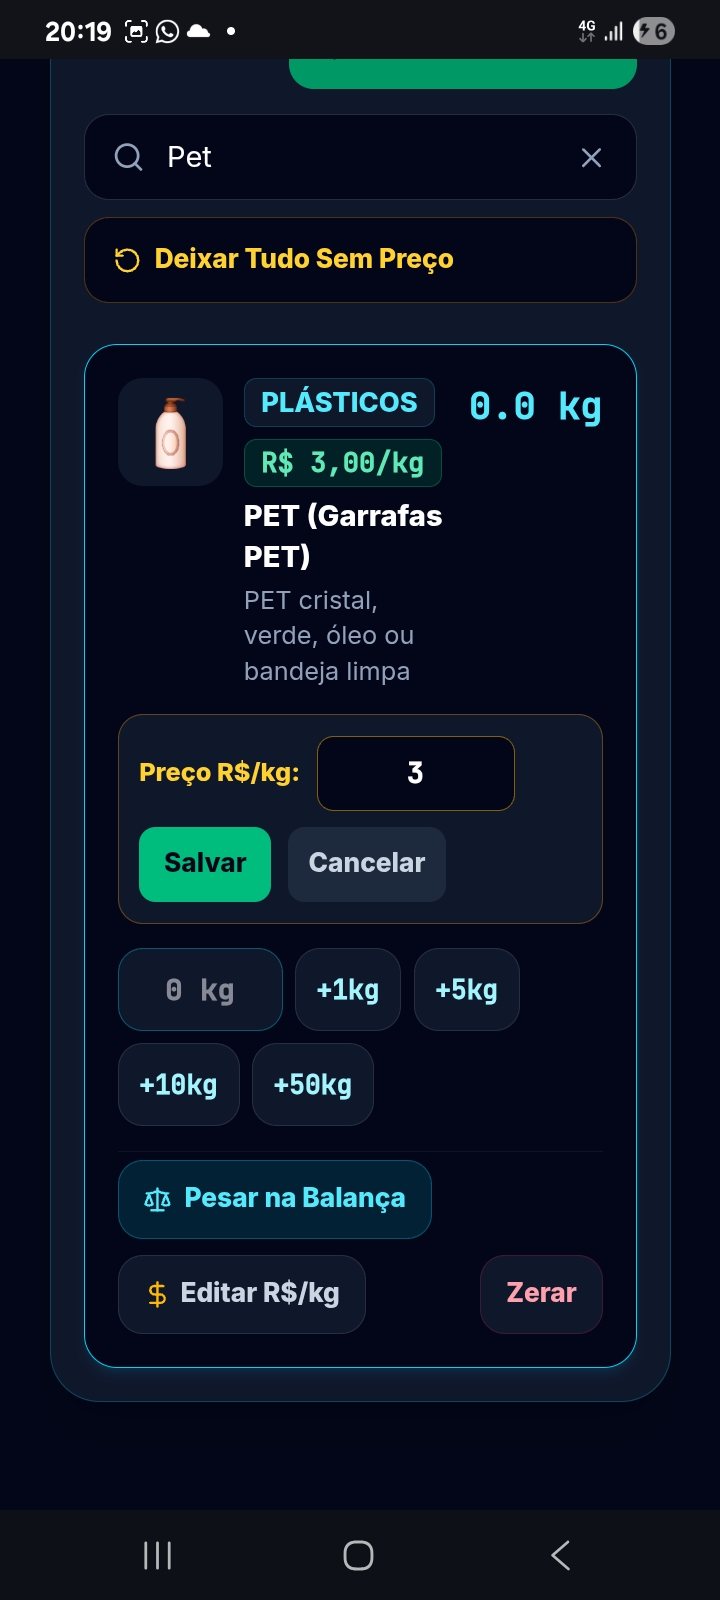 20:19
4G
6
Pet
Deixar Tudo Sem Preço
PLÁSTICOS
0.0 kg
R$ 3,00/kg
PET (Garrafas
PET)
PET cristal,
verde, óleo ou
bandeja limpa
Preço R$/kg:
3
Salvar
Cancelar
0 kg
+1kg
+5kg
+10kg
+50kg
Pesar na Balança
$ Editar R$/kg
Zerar